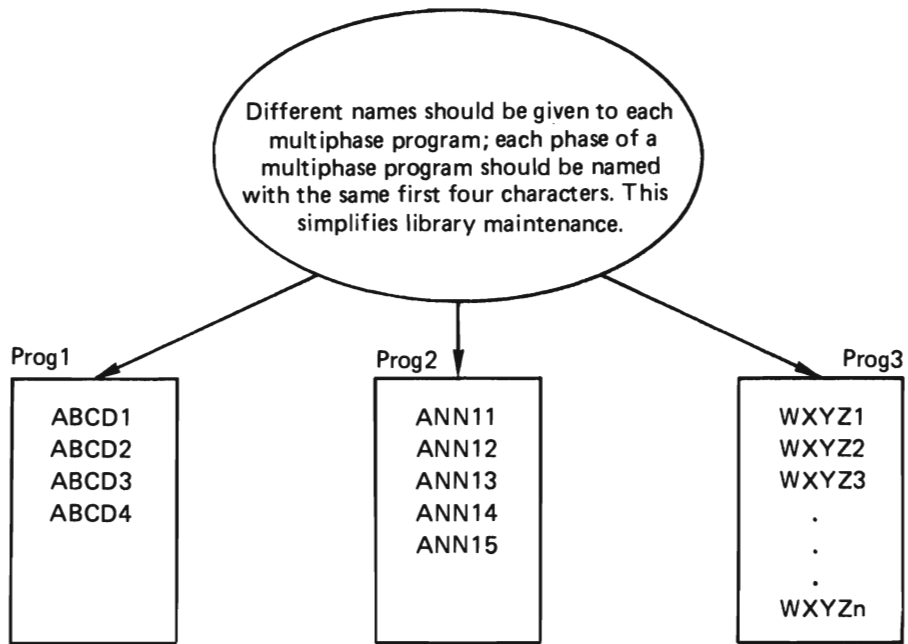 Different names should be given to each
multiphase program; each phase of a
multiphase program should be named
with the same first four characters. This
simplifies library maintenance.
Prog1
ABCD1
ABCD2
ABCD3
ABCD4
Prog2
ANN11
ANN12
ANN13
ANN14
ANN15
Prog3
WXYZ1
WXYZ2
WXYZ3
.
.
.
WXYZn